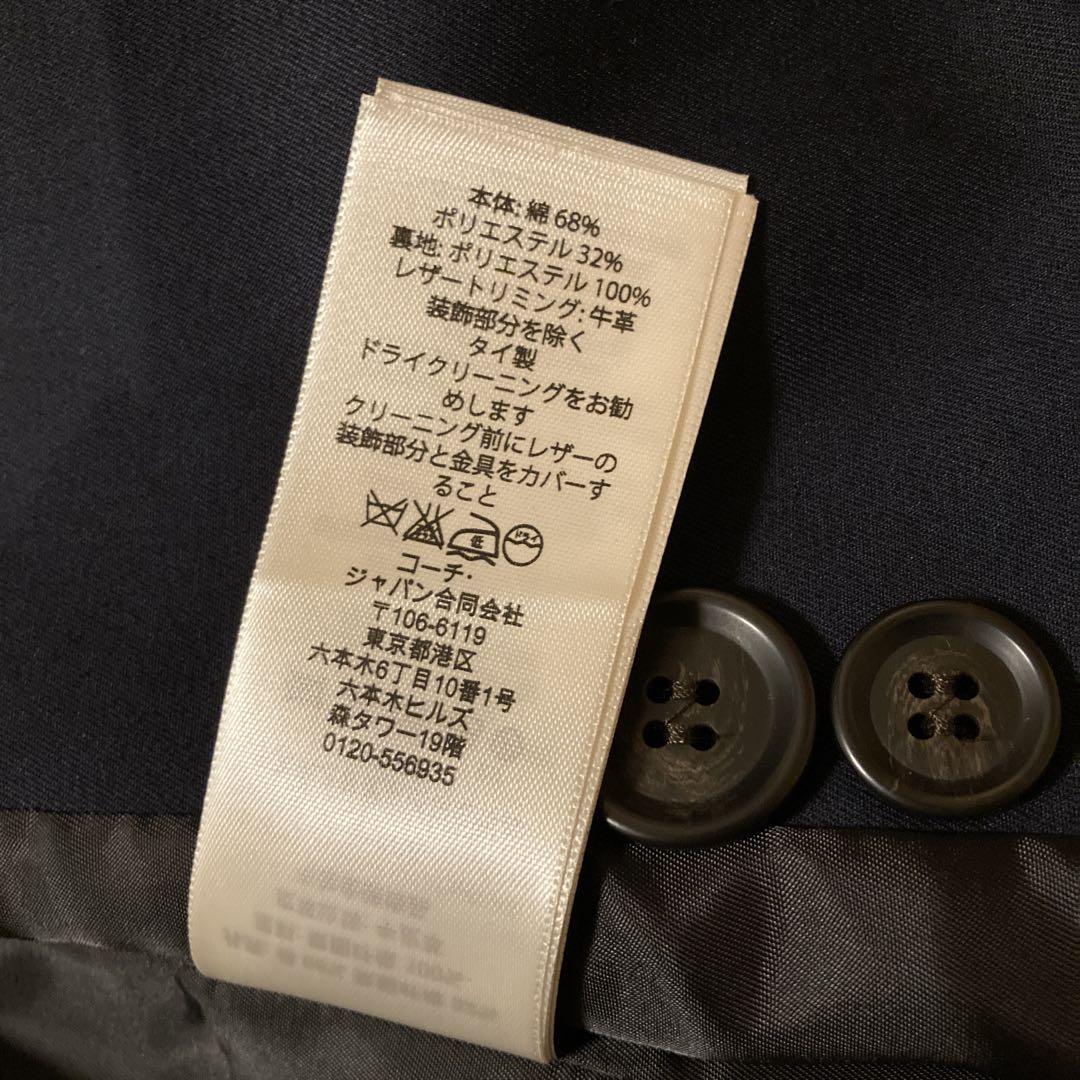 本体: 綿 68%
ポリエステル 32%
裏地: ポリエステル 100%
レザートリミング: 牛革
装飾部分を除く
タイ製
ドライクリーニングをお勧
めします
クリーニング前にレザーの
装飾部分と金具をカバーす
ること
低 ドライ
コーチ・
ジャパン合同会社
〒106-6119
東京都港区
六本木6丁目10番1号
六本木ヒルズ
森タワー19階
0120-556935